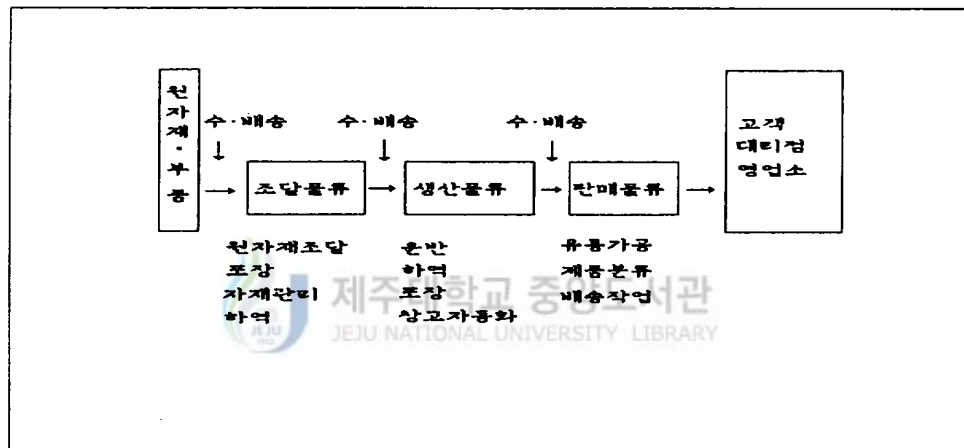 원자재·부품
수·배송
수·배송
수·배송
조달물류
생산물류
판매물류
고객
대리점
영업소
원자재조달
포장
자재관리
하역
운반
하역
포장
창고자동화
유통가공
제품분류
배송작업
제주대학교 중앙도서관
JEJU NATIONAL UNIVERSITY LIBRARY
JEJU
1952